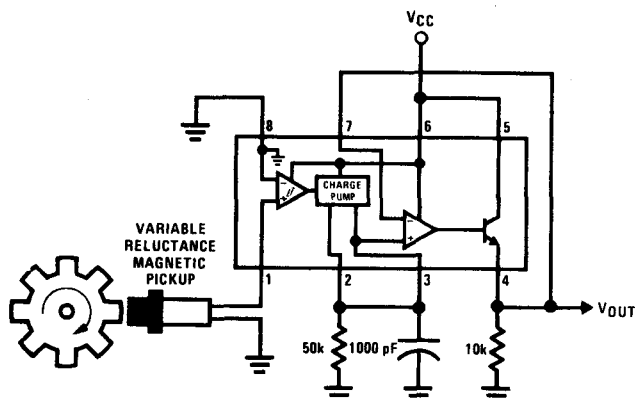 VCC
8 7 6 5
CHARGE
PUMP
VARIABLE
RELUCTANCE
MAGNETIC
PICKUP
1 2 3 4
VOUT
50k 1000 pF 10k